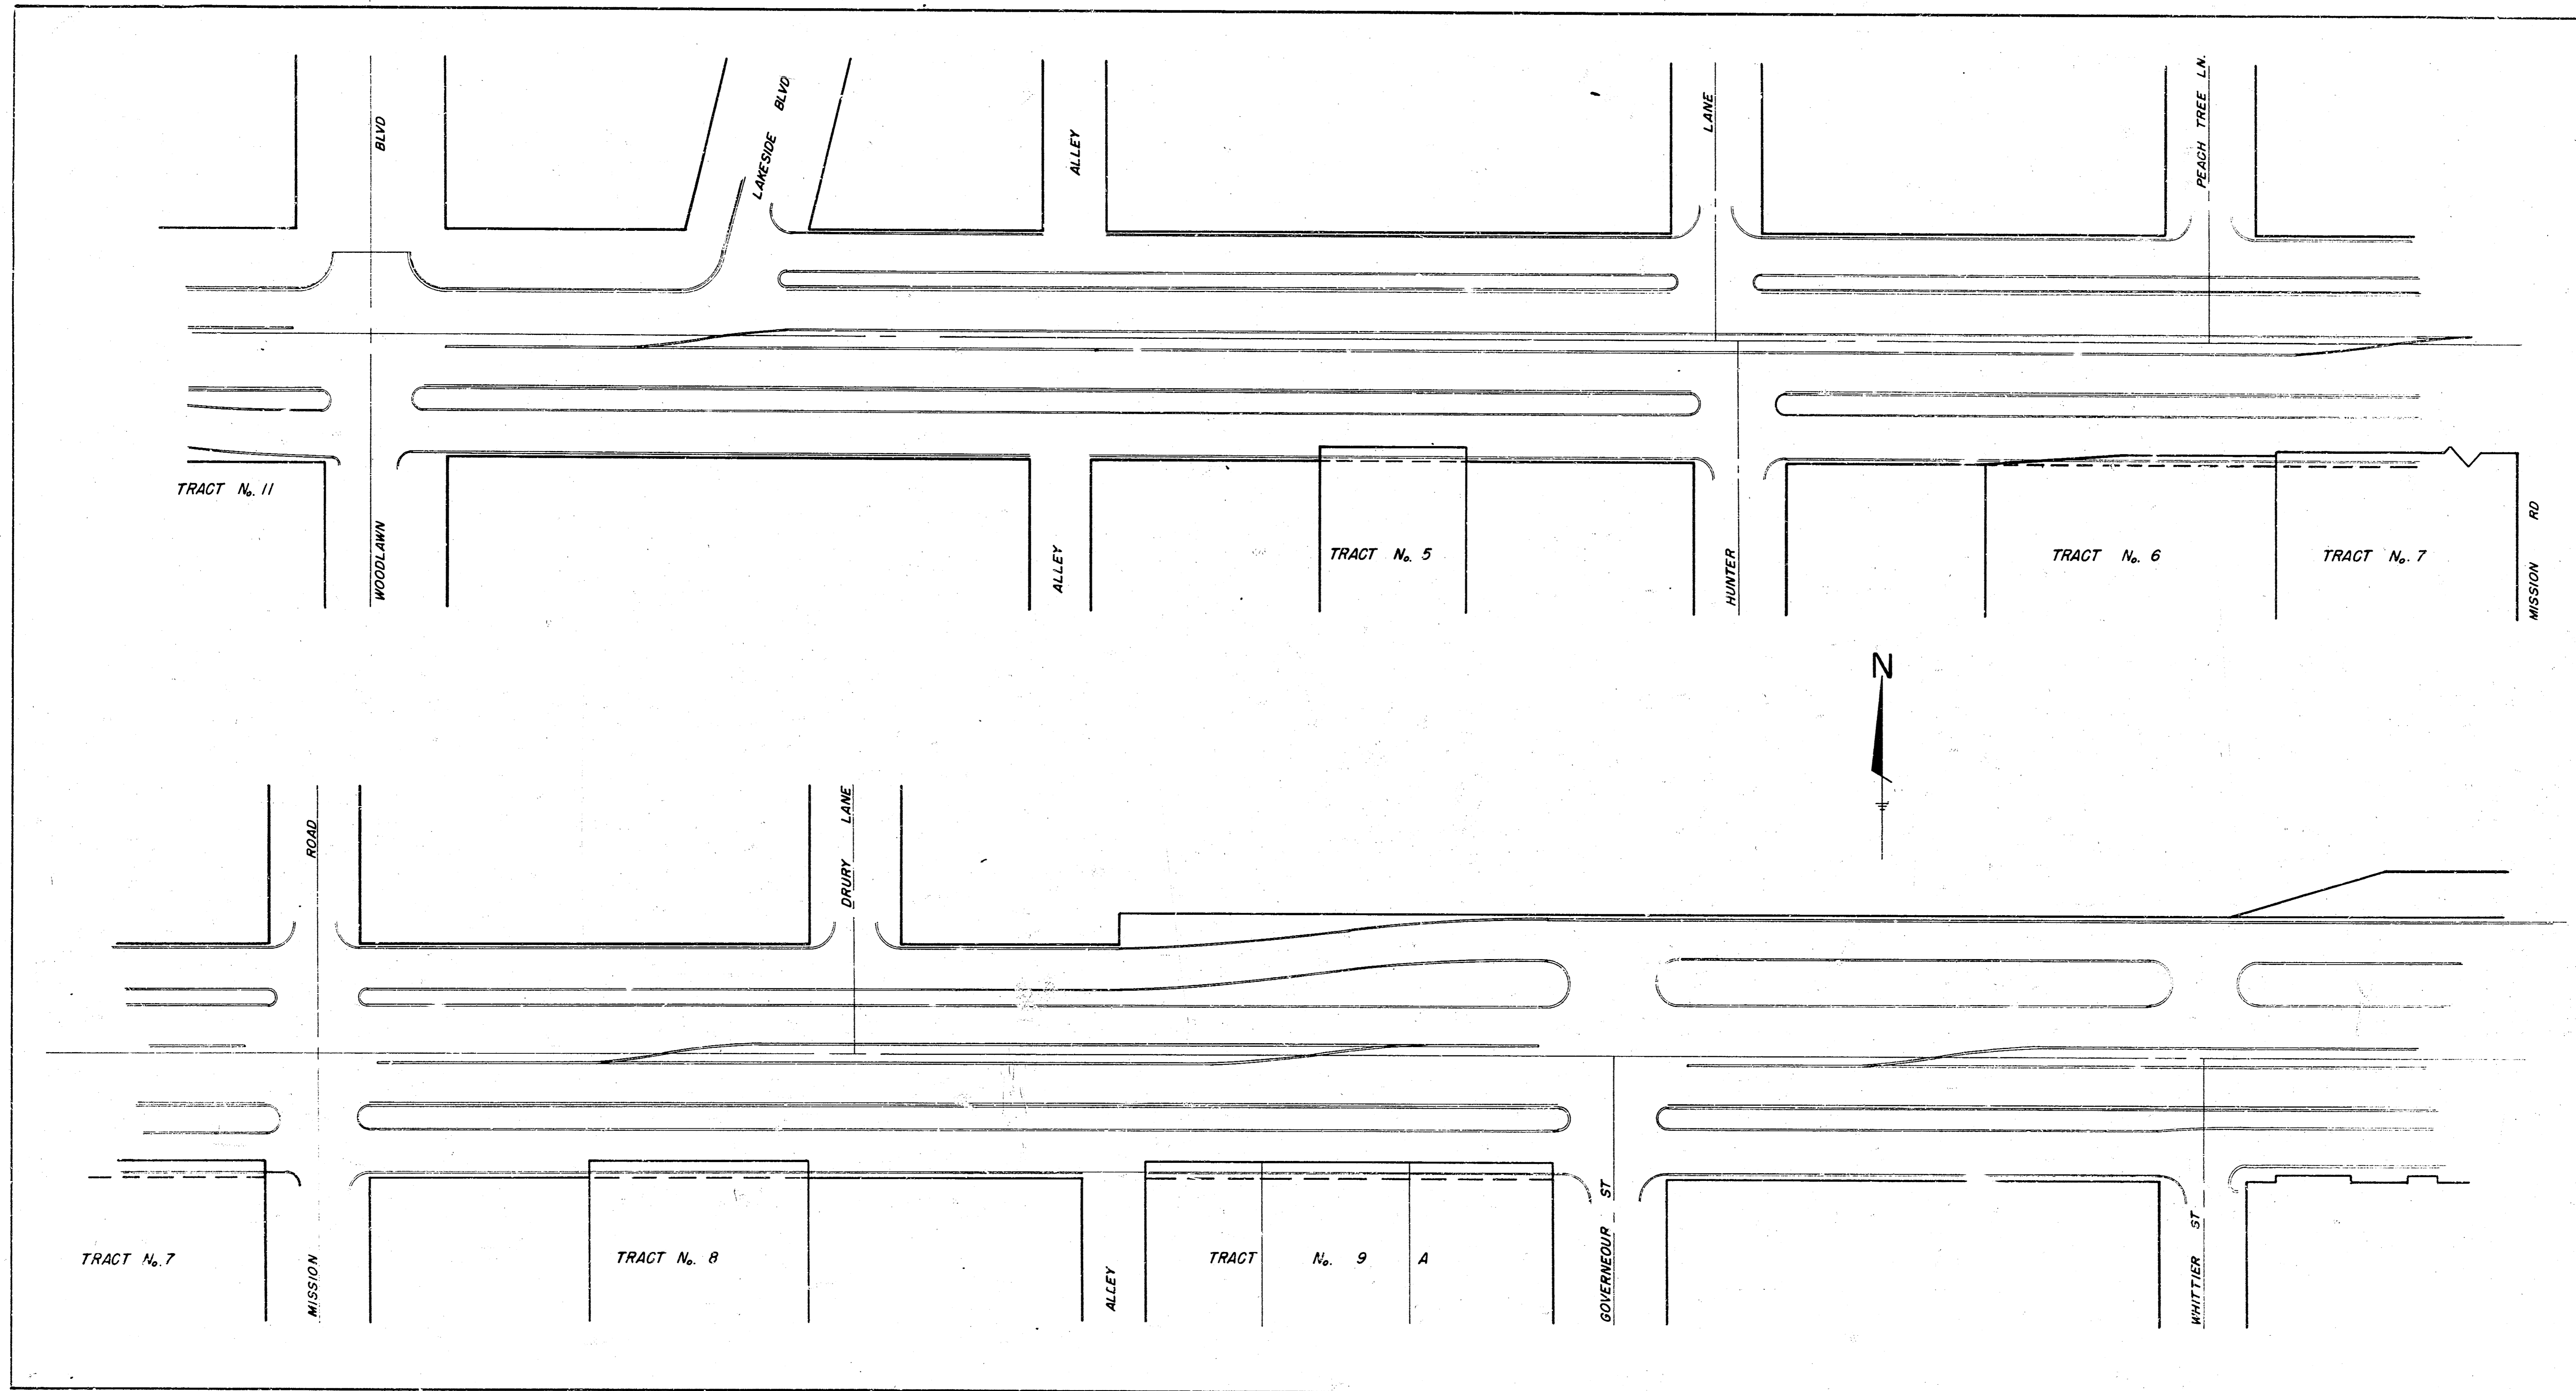 BLVD
LAKESIDE BLVD
ALLEY
LANE
PEACH TREE LN.
TRACT No. 11
WOODLAWN
ALLEY
TRACT No. 5
HUNTER
TRACT No. 6
TRACT No. 7
MISSION RD
N
ROAD
DRURY LANE
TRACT No. 7
MISSION
TRACT No. 8
ALLEY
TRACT No. 9 A
GOVERNEOUR ST
WHITTIER ST